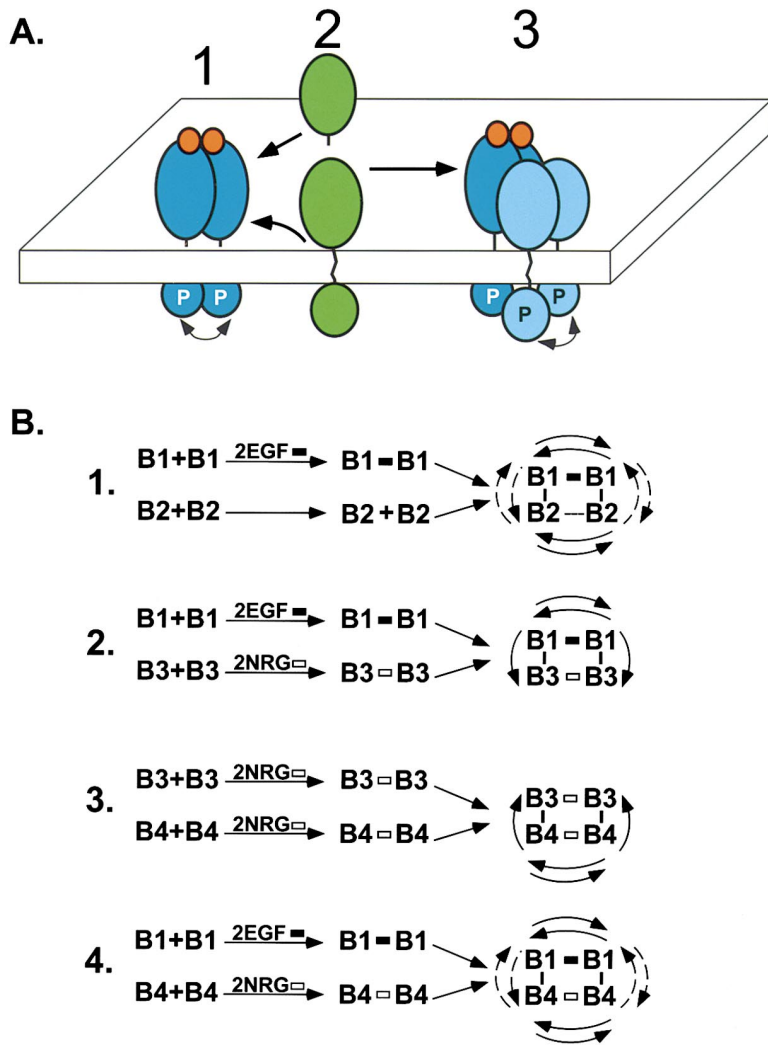 A.
1 2 3
P P P P P
B.
1.
B1+B1 2EGF B1 B1
B2+B2 B2+B2
B1 B1
B2 B2
2.
B1+B1 2EGF B1 B1
B3+B3 2NRG B3 B3
B1 B1
B3 B3
3.
B3+B3 2NRG B3 B3
B4+B4 2NRG B4 B4
B3 B3
B4 B4
4.
B1+B1 2EGF B1 B1
B4+B4 2NRG B4 B4
B1 B1
B4 B4